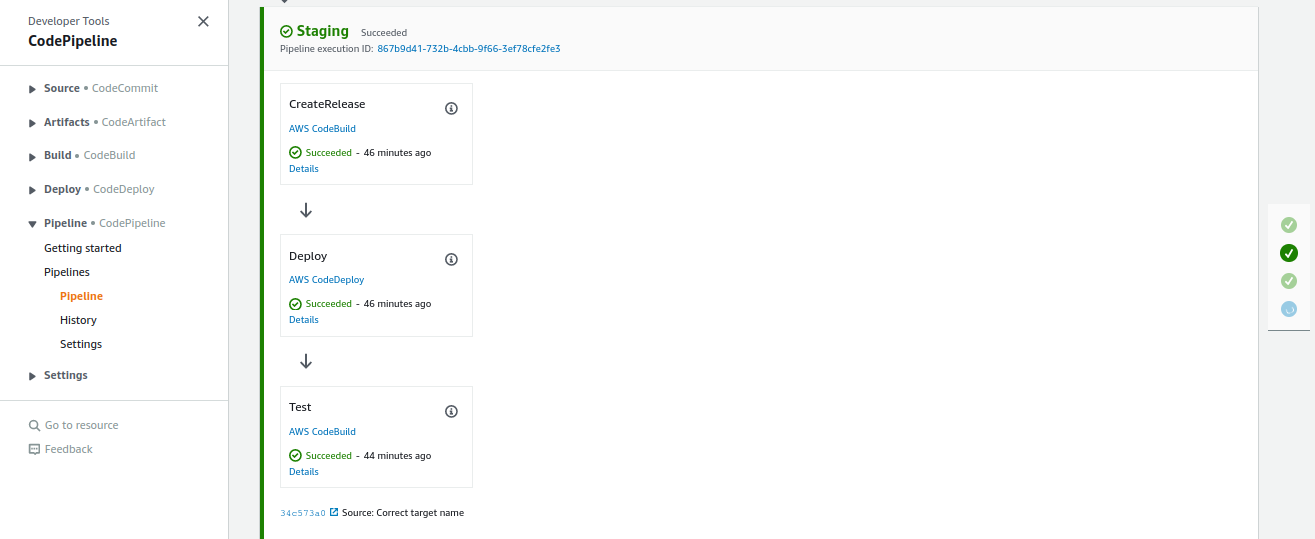 Developer Tools
CodePipeline
Source • CodeCommit
Artifacts • CodeArtifact
Build • CodeBuild
Deploy • CodeDeploy
Pipeline • CodePipeline
Getting started
Pipelines
Pipeline
History
Settings
Settings
Go to resource
Feedback
Staging Succeeded
Pipeline execution ID: 867b9d41-732b-4cbb-9f66-3ef78cfe2fe3
CreateRelease
AWS CodeBuild
Succeeded - 46 minutes ago
Details
Deploy
AWS CodeDeploy
Succeeded - 46 minutes ago
Details
Test
AWS CodeBuild
Succeeded - 44 minutes ago
Details
34c573a0 Source: Correct target name